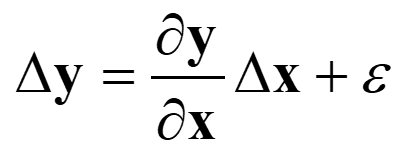 Δy = ∂y/∂x Δx + ε